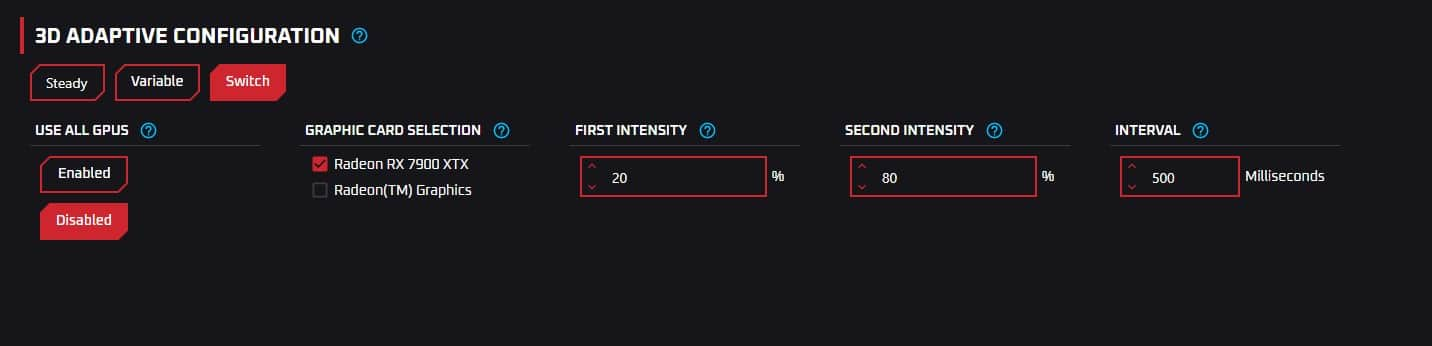 3D ADAPTIVE CONFIGURATION ?
Steady Variable Switch
USE ALL GPUS ? GRAPHIC CARD SELECTION ? FIRST INTENSITY ? SECOND INTENSITY ? INTERVAL ?
Enabled Radeon RX 7900 XTX 20 % 80 % 500 Milliseconds
Radeon(TM) Graphics
Disabled